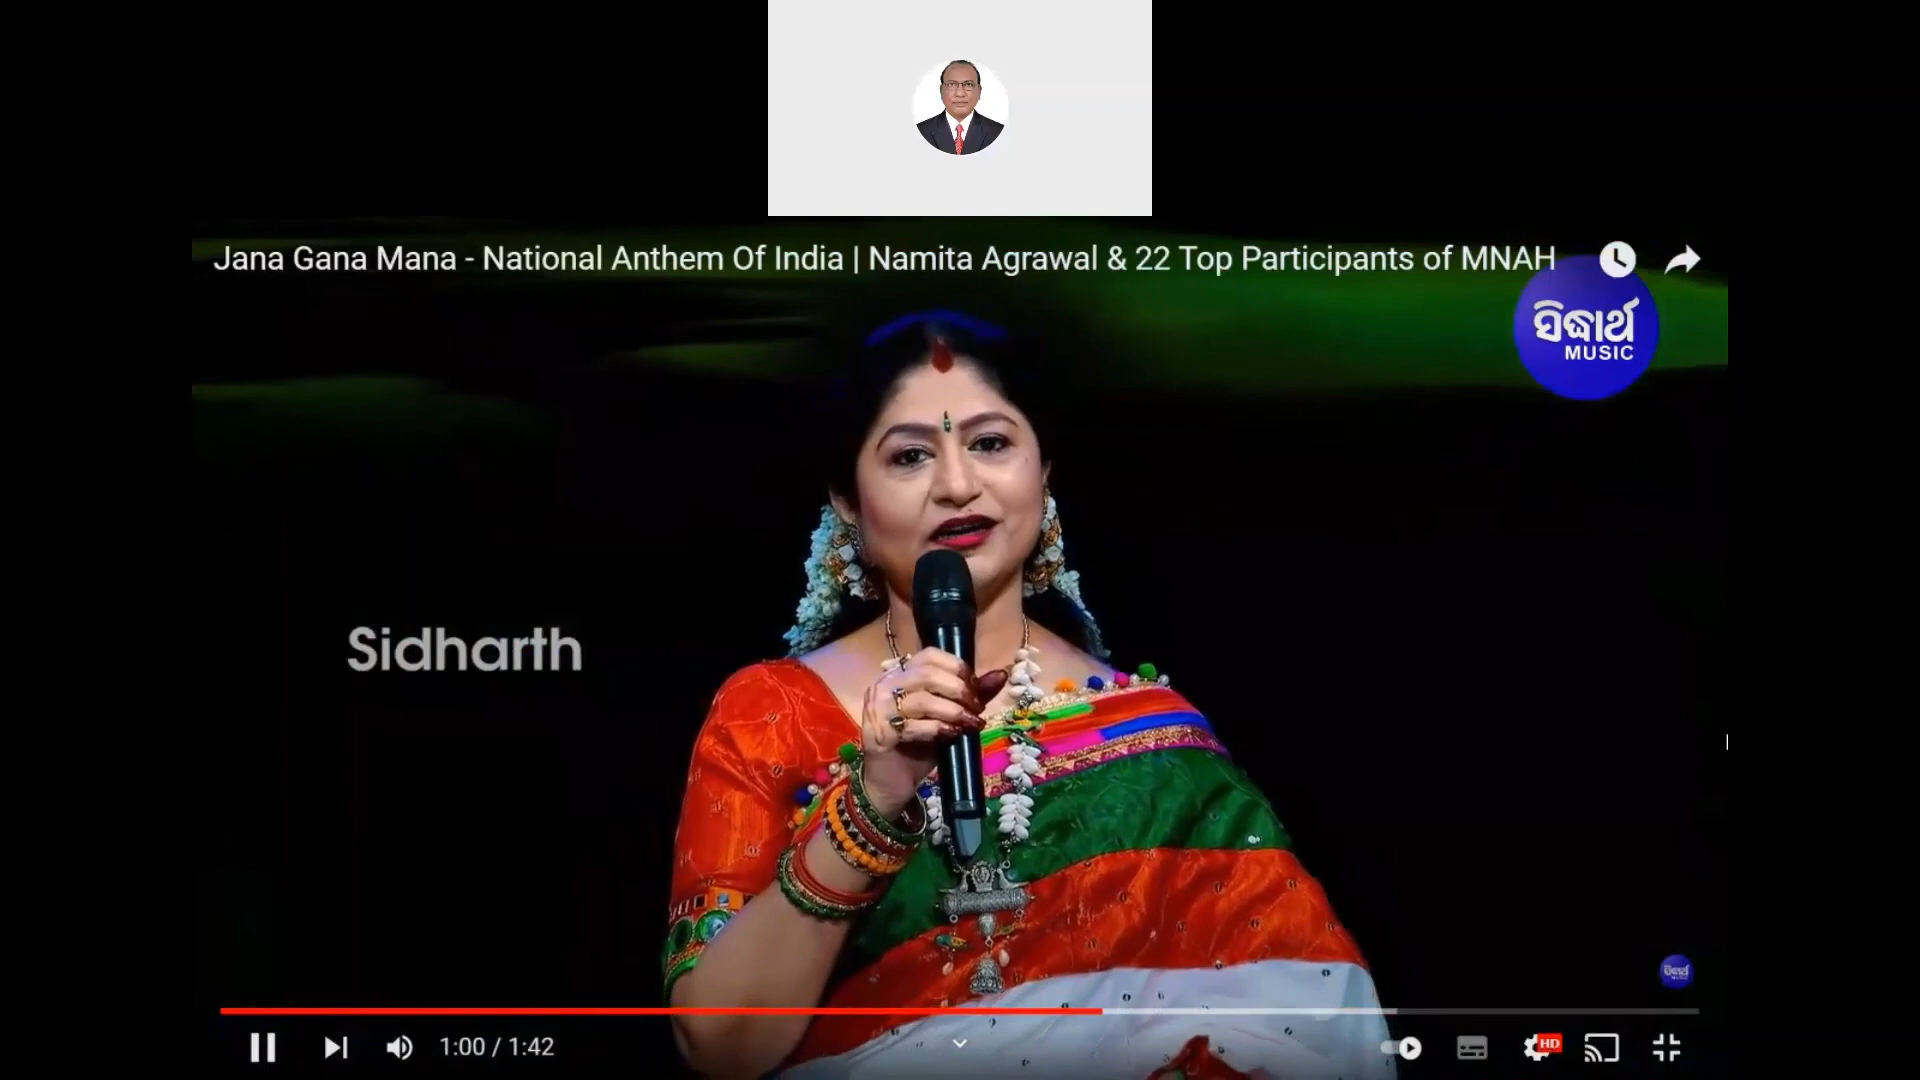 Jana Gana Mana - National Anthem Of India | Namita Agrawal & 22 Top Participants of MNAH
ସିଦ୍ଧାର୍ଥ
MUSIC
Sidharth
ସିଦ୍ଧାର୍ଥ
MUSIC
1:00 / 1:42
HD